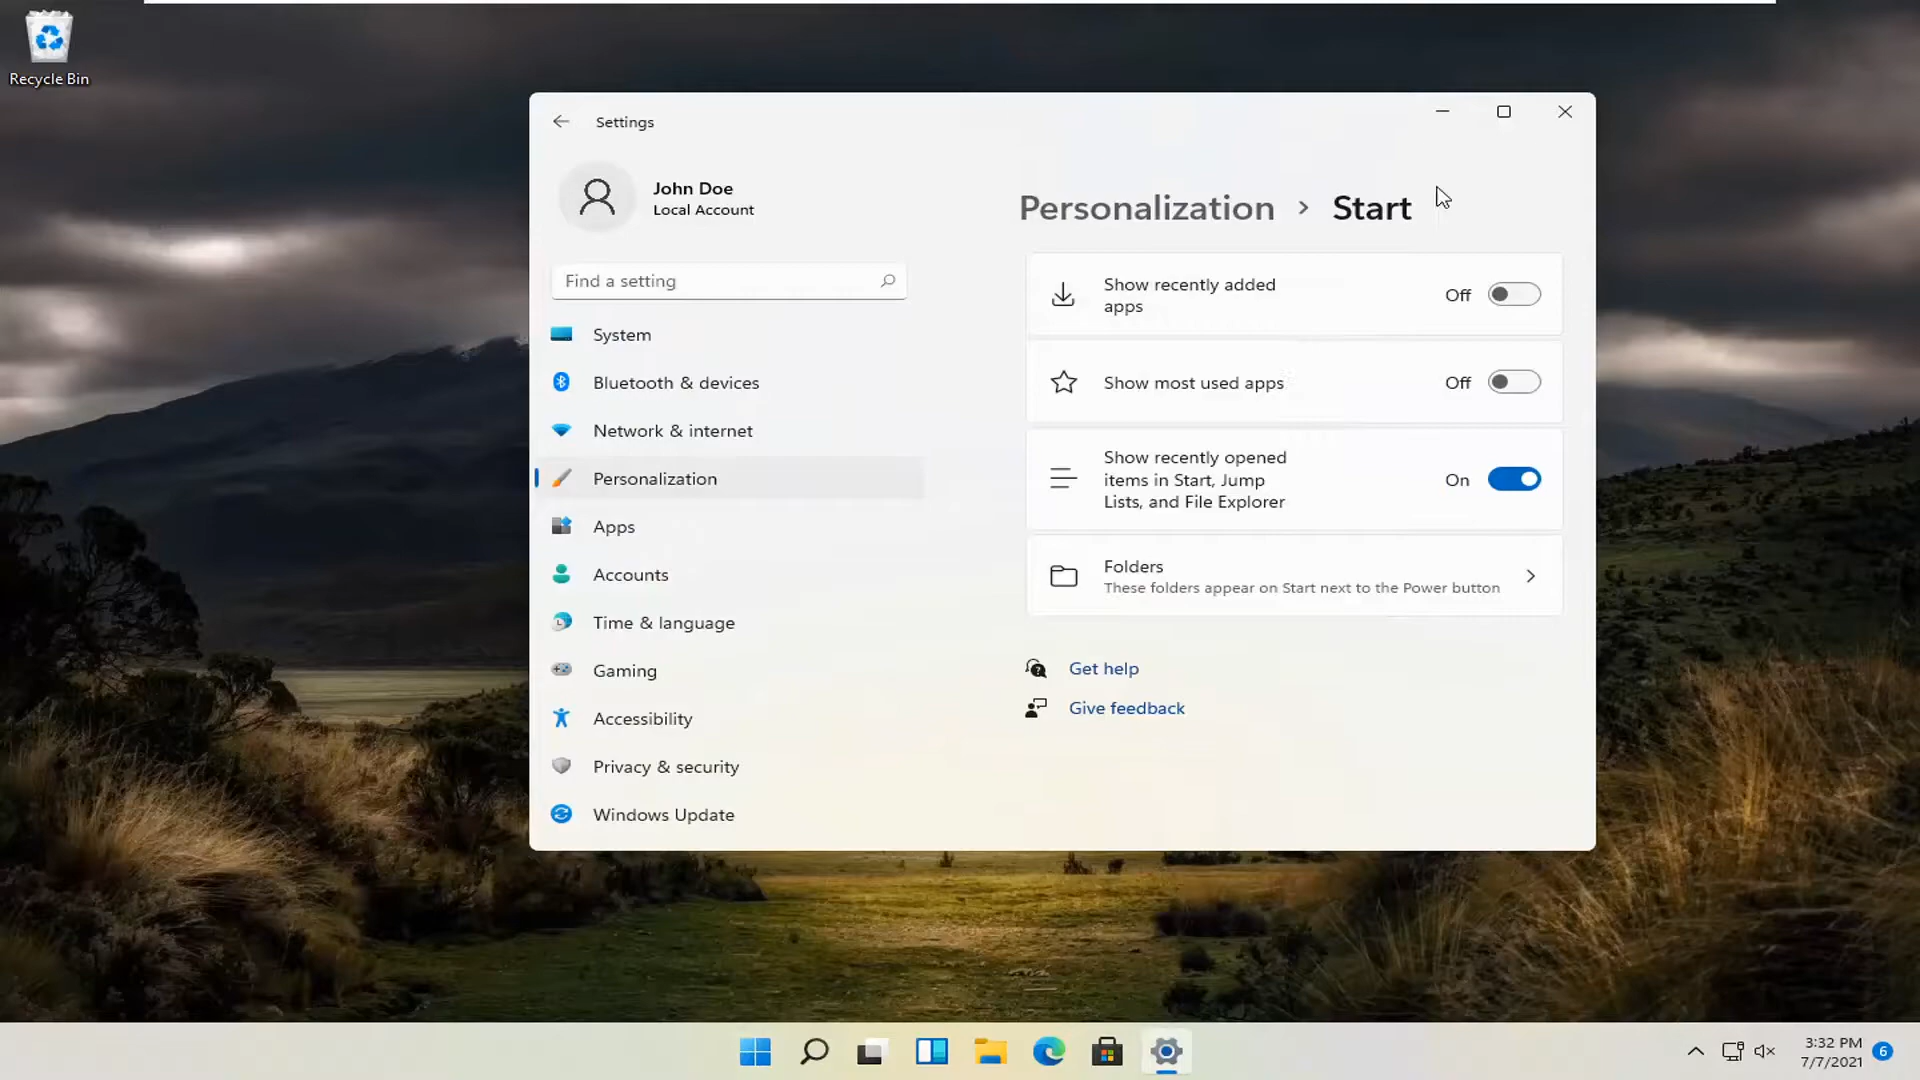 Recycle Bin
Settings
John Doe
Local Account
Find a setting
System
Bluetooth & devices
Network & internet
Personalization
Apps
Accounts
Time & language
Gaming
Accessibility
Privacy & security
Windows Update
Personalization > Start
Show recently added
apps
Off
Show most used apps
Off
Show recently opened
items in Start, Jump
Lists, and File Explorer
On
Folders
These folders appear on Start next to the Power button
Get help
Give feedback
3:32 PM
7/7/2021
6